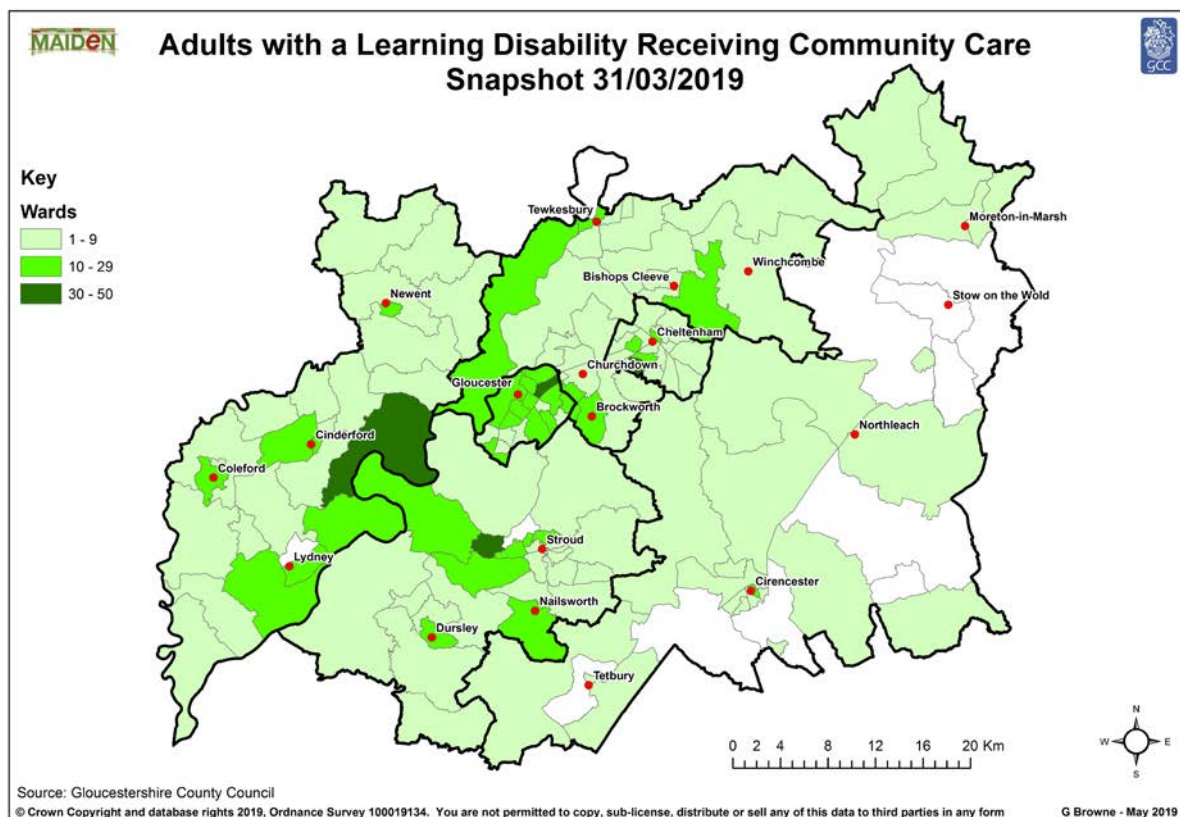 MAIDeN
Adults with a Learning Disability Receiving Community Care
Snapshot 31/03/2019
GCC
Key
Wards
1 - 9
10 - 29
30 - 50
Tewkesbury
Moreton-in-Marsh
Bishops Cleeve
Winchcombe
Newent
Stow on the Wold
Cheltenham
Churchdown
Gloucester
Brockworth
Northleach
Cinderford
Coleford
Stroud
Lydney
Cirencester
Nailsworth
Dursley
Tetbury
N
W E
S
0 2 4 8 12 16 20 Km
Source: Gloucestershire County Council
© Crown Copyright and database rights 2019, Ordnance Survey 100019134. You are not permitted to copy, sub-license, distribute or sell any of this data to third parties in any form G Browne - May 2019